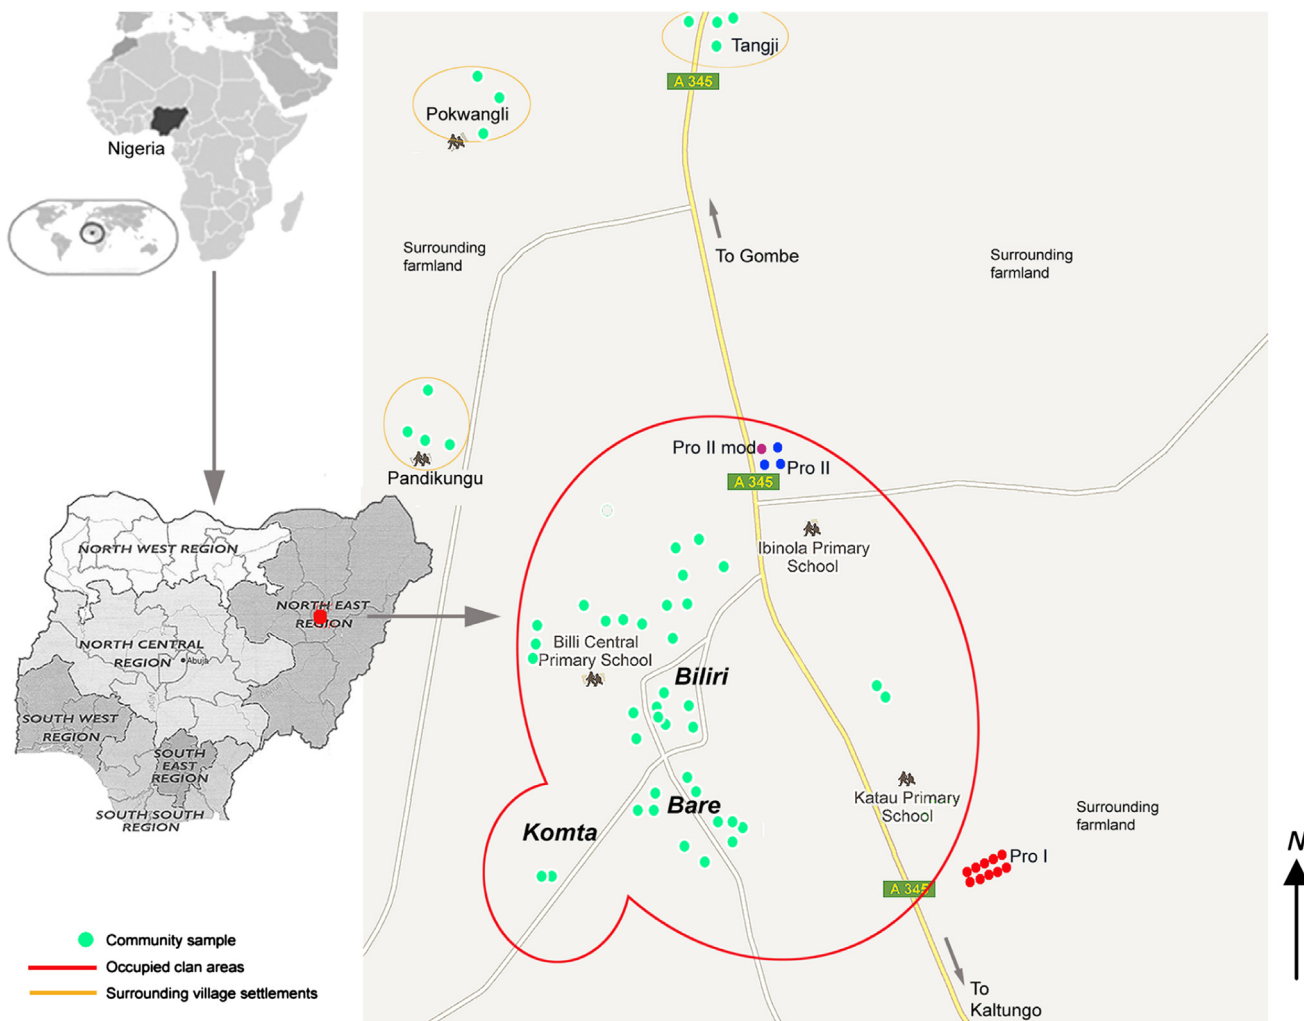 Nigeria
Tangji
A 345
Pokwangli
Surrounding
farmland
To Gombe
Surrounding
farmland
Pandikungu
Pro II mod
Pro II
A 345
Ibinola Primary
School
Billi Central
Primary School
Biliri
Katau Primary
School
Surrounding
farmland
Bare
Komta
Pro I
A 345
To
Kaltungo
N
NORTH WEST REGION
NORTH EAST
REGION
NORTH CENTRAL
REGION
Abuja
SOUTH WEST
REGION
SOUTH
EAST
REGION
SOUTH SOUTH
REGION
Community sample
Occupied clan areas
Surrounding village settlements